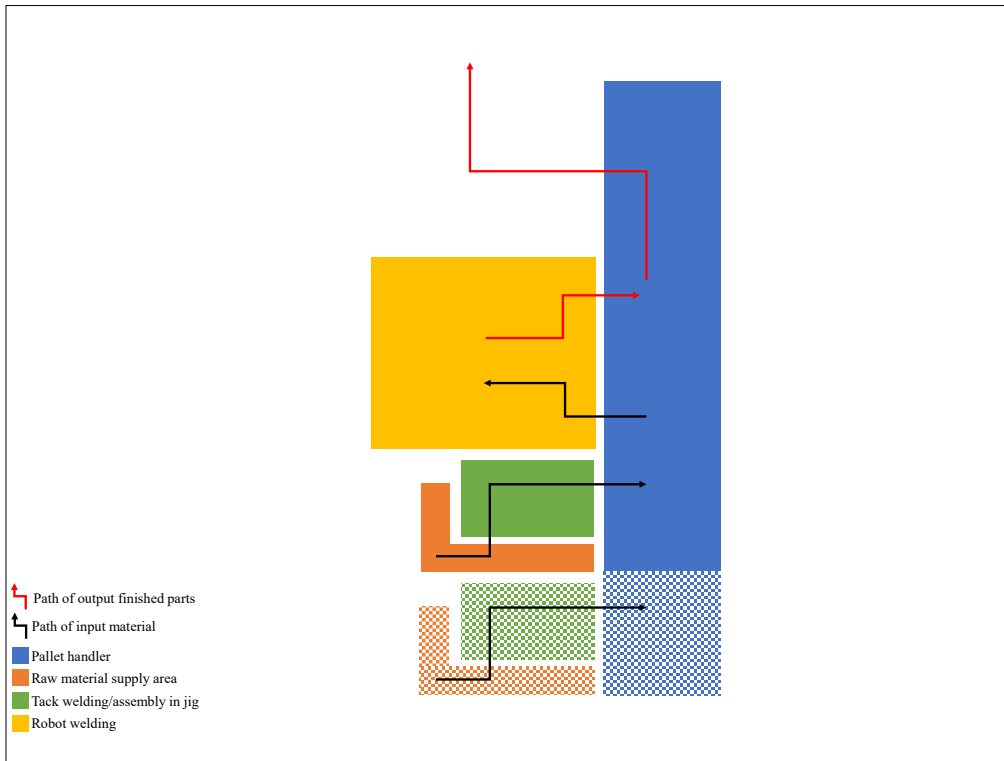 Path of output finished parts
Path of input material
Pallet handler
Raw material supply area
Tack welding/assembly in jig
Robot welding